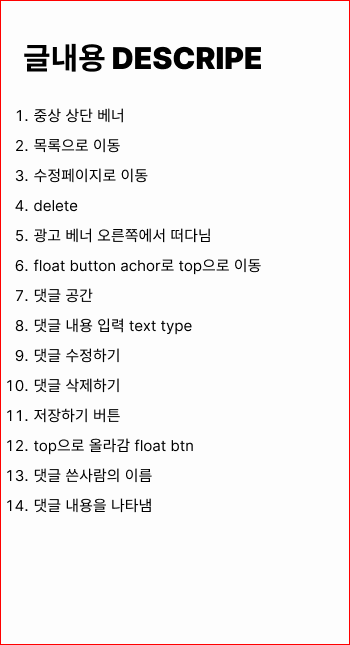 글내용 DESCRIPE
1. 중상 상단 베너
2. 목록으로 이동
3. 수정페이지로 이동
4. delete
5. 광고 베너 오른쪽에서 떠다님
6. float button achor로 top으로 이동
7. 댓글 공간
8. 댓글 내용 입력 text type
9. 댓글 수정하기
10. 댓글 삭제하기
11. 저장하기 버튼
12. top으로 올라감 float btn
13. 댓글 쓴사람의 이름
14. 댓글 내용을 나타냄